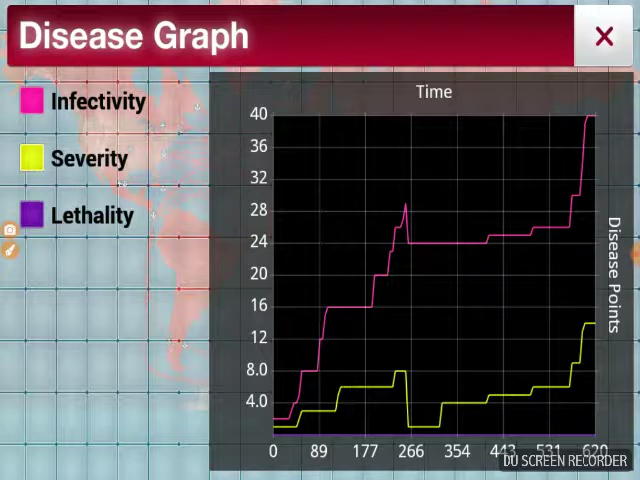 Disease Graph
×
Infectivity
Severity
Lethality
Time
40
36
32
28
24
20
16
12
8.0
4.0
Disease Points
0 89 177 266 354 443 531 620
DU SCREEN RECORDER